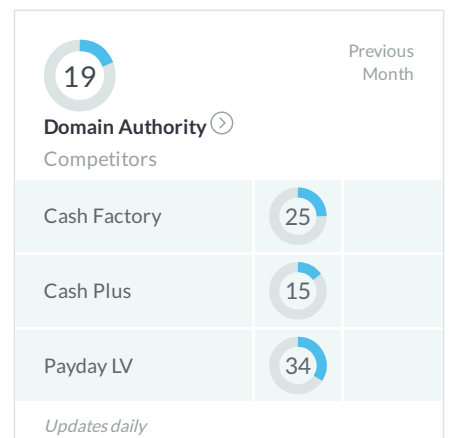 19
Previous
Month
Domain Authority
Competitors
Cash Factory 25
Cash Plus 15
Payday LV 34
Updates daily